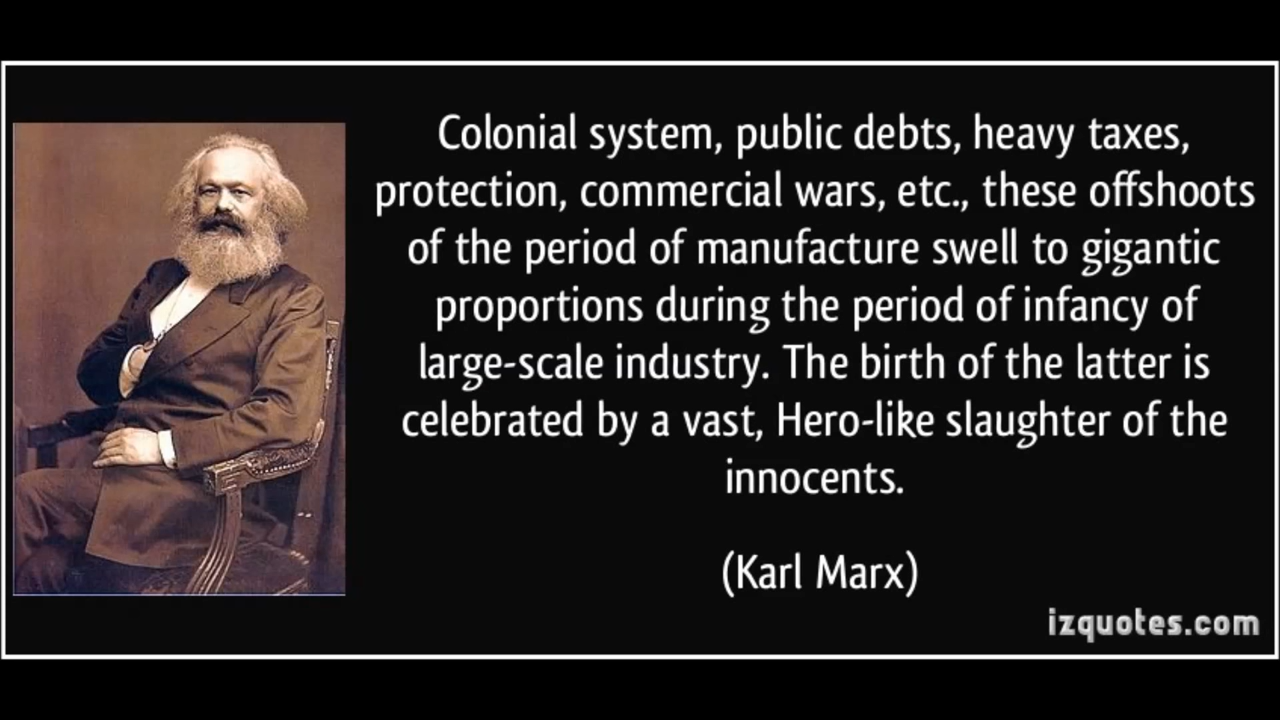 Colonial system, public debts, heavy taxes,
protection, commercial wars, etc., these offshoots
of the period of manufacture swell to gigantic
proportions during the period of infancy of
large-scale industry. The birth of the latter is
celebrated by a vast, Hero-like slaughter of the
innocents.
(Karl Marx)
izquotes.com